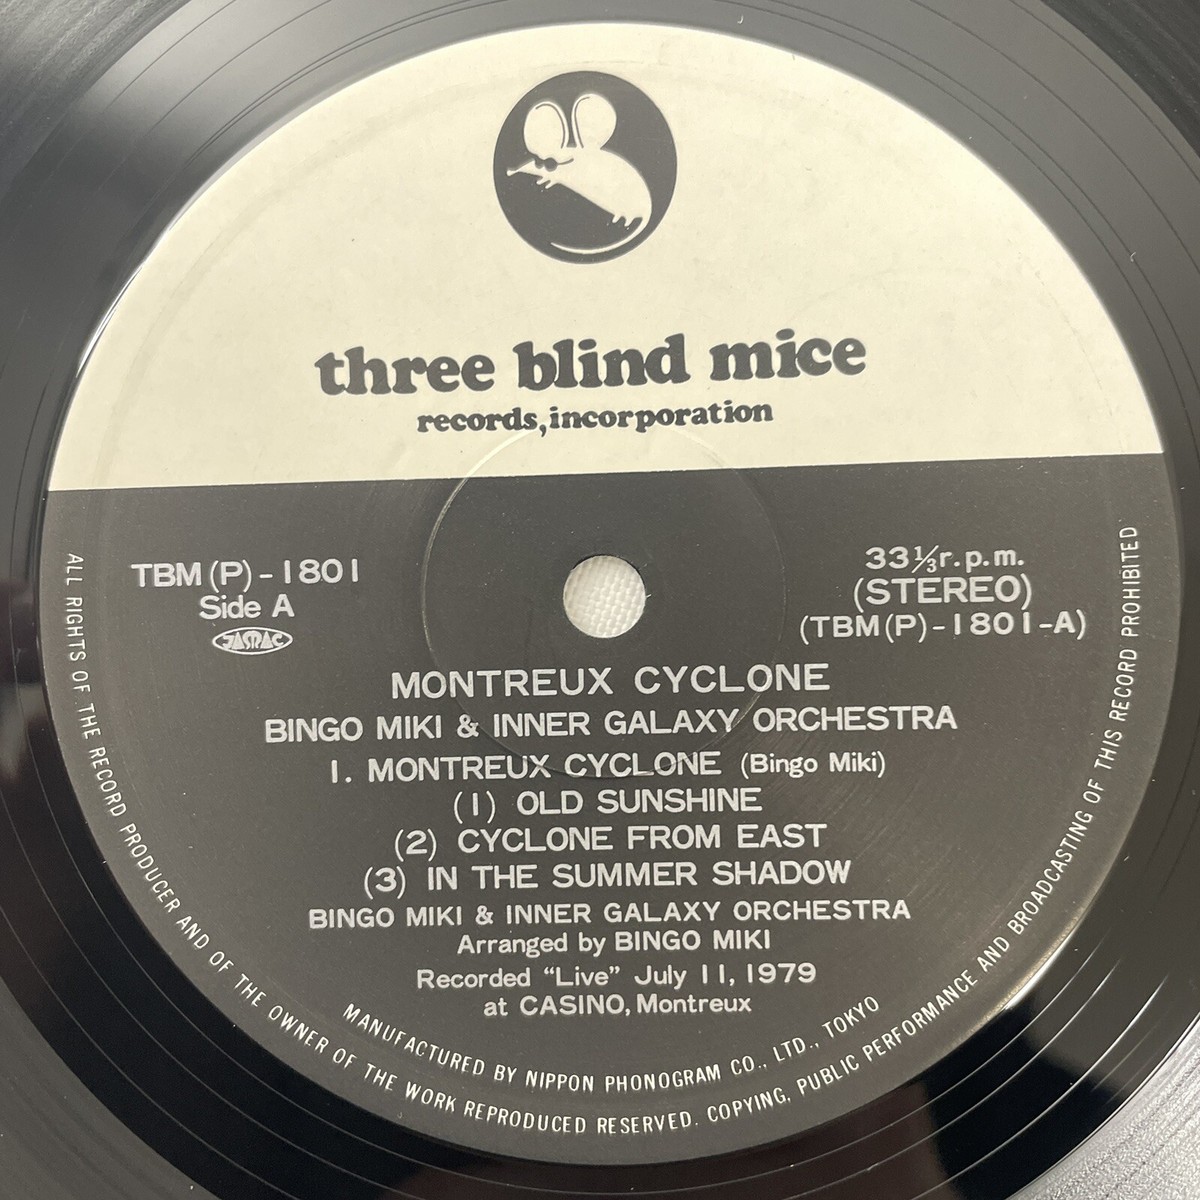 three blind mice
records, incorporation
TBM(P)-1801
Side A
JASRAC
33⅓r.p.m.
(STEREO)
(TBM(P)-1801-A)
MONTREUX CYCLONE
BINGO MIKI & INNER GALAXY ORCHESTRA
1. MONTREUX CYCLONE (Bingo Miki)
(1) OLD SUNSHINE
(2) CYCLONE FROM EAST
(3) IN THE SUMMER SHADOW
BINGO MIKI & INNER GALAXY ORCHESTRA
Arranged by BINGO MIKI
Recorded "Live" July 11, 1979
at CASINO, Montreux
MANUFACTURED BY NIPPON PHONOGRAM CO., LTD., TOKYO
ALL RIGHTS OF THE RECORD PRODUCER AND OF THE OWNER OF THE WORK REPRODUCED RESERVED. COPYING, PUBLIC PERFORMANCE AND BROADCASTING OF THIS RECORD PROHIBITED